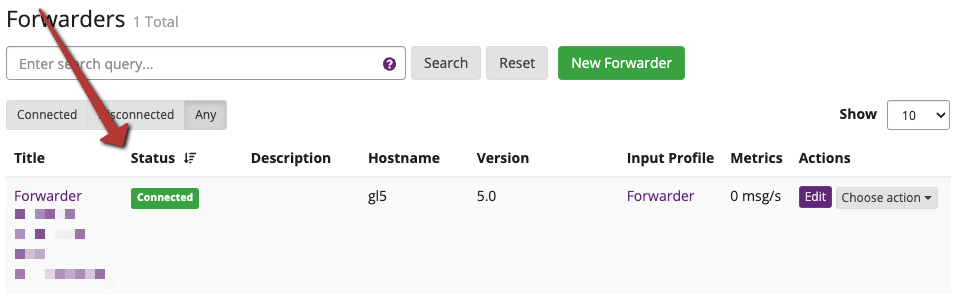 Forwarders 1 Total
Enter search query... ? Search Reset New Forwarder
Connected Disconnected Any Show 10
Title Status Description Hostname Version Input Profile Metrics Actions
Forwarder Connected gl5 5.0 Forwarder 0 msg/s Edit Choose action